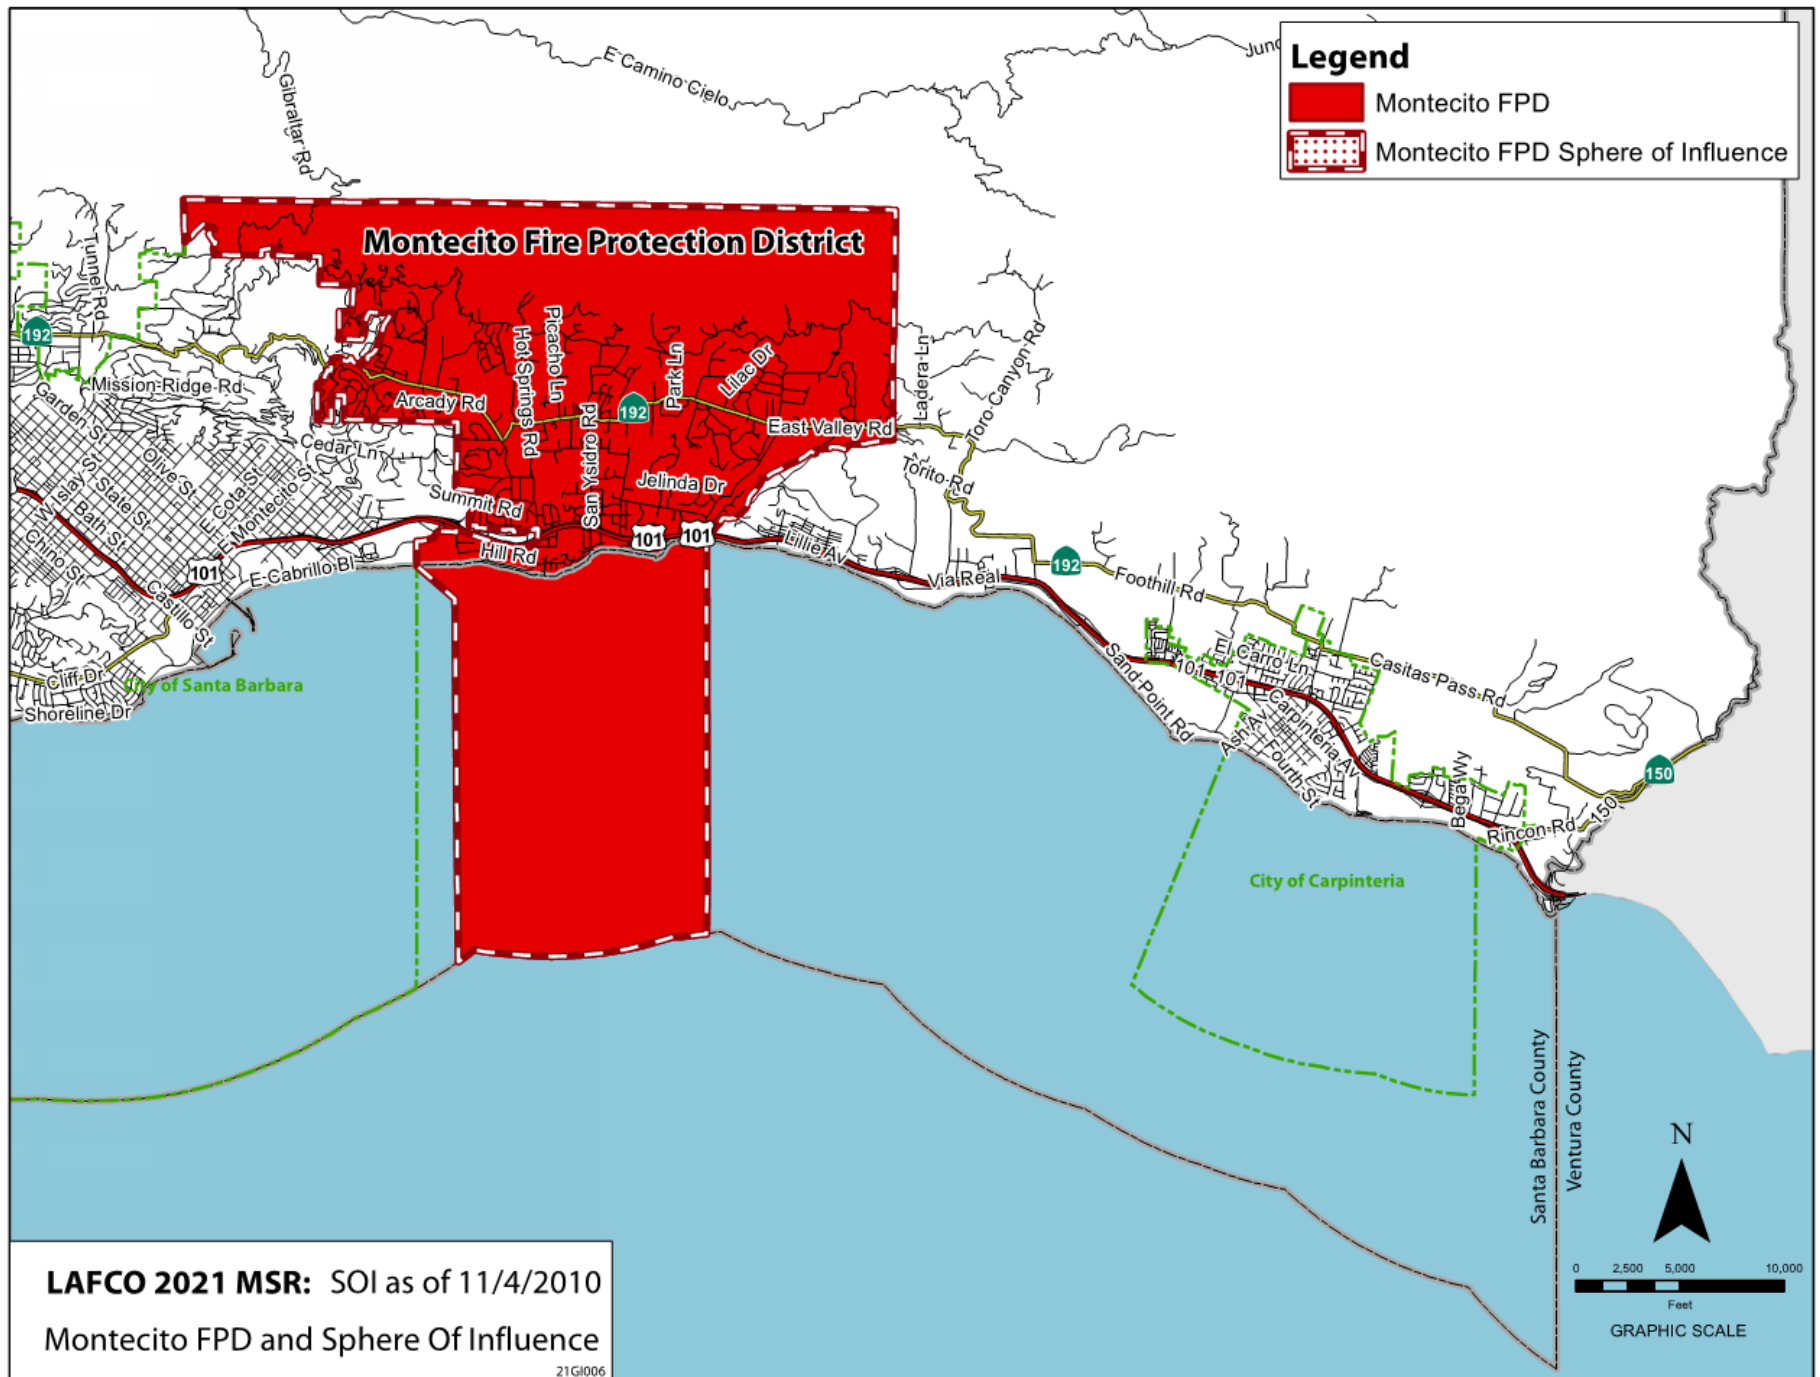 Legend
Montecito FPD
Montecito FPD Sphere of Influence
E Camino Cielo
Gibraltar Rd
Montecito Fire Protection District
Tunnel Rd
192
Mission Ridge Rd
Garden St
Arcady Rd
Hot Springs Rd
Picacho Ln
San Ysidro Rd
192
Park Ln
Lilac Dr
East Valley Rd
Ladera Ln
Toro Canyon Rd
Torito Rd
Cedar Ln
Olive St
E Cota St
E Montecito St
State St
Bath St
W Islay St
Chino St
Castillo St
Summit Rd
Jelinda Dr
Hill Rd
101
101
101
E Cabrillo Bl
Lillie Av
Via Real
192
Foothill Rd
Cliff Dr
City of Santa Barbara
Shoreline Dr
El Carro Ln
101
101
Casitas Pass Rd
Sand Point Rd
Carpinteria Av
Ash Av
Fourth St
Bega Wy
150
150
Rincon Rd
City of Carpinteria
Santa Barbara County
Ventura County
N
0 2,500 5,000 10,000
Feet
GRAPHIC SCALE
LAFCO 2021 MSR: SOI as of 11/4/2010
Montecito FPD and Sphere Of Influence
21GI006